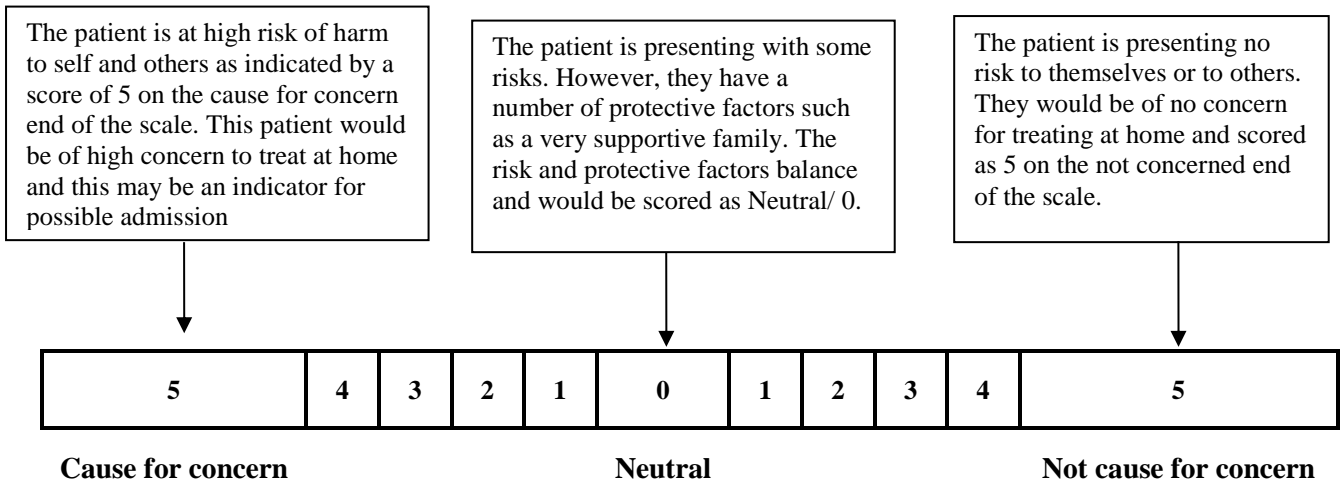 The patient is at high risk of harm
to self and others as indicated by a
score of 5 on the cause for concern
end of the scale. This patient would
be of high concern to treat at home
and this may be an indicator for
possible admission
The patient is presenting with some
risks. However, they have a
number of protective factors such
as a very supportive family. The
risk and protective factors balance
and would be scored as Neutral/ 0.
The patient is presenting no
risk to themselves or to others.
They would be of no concern
for treating at home and scored
as 5 on the not concerned end
of the scale.
5 4 3 2 1 0 1 2 3 4 5
Cause for concern Neutral Not cause for concern